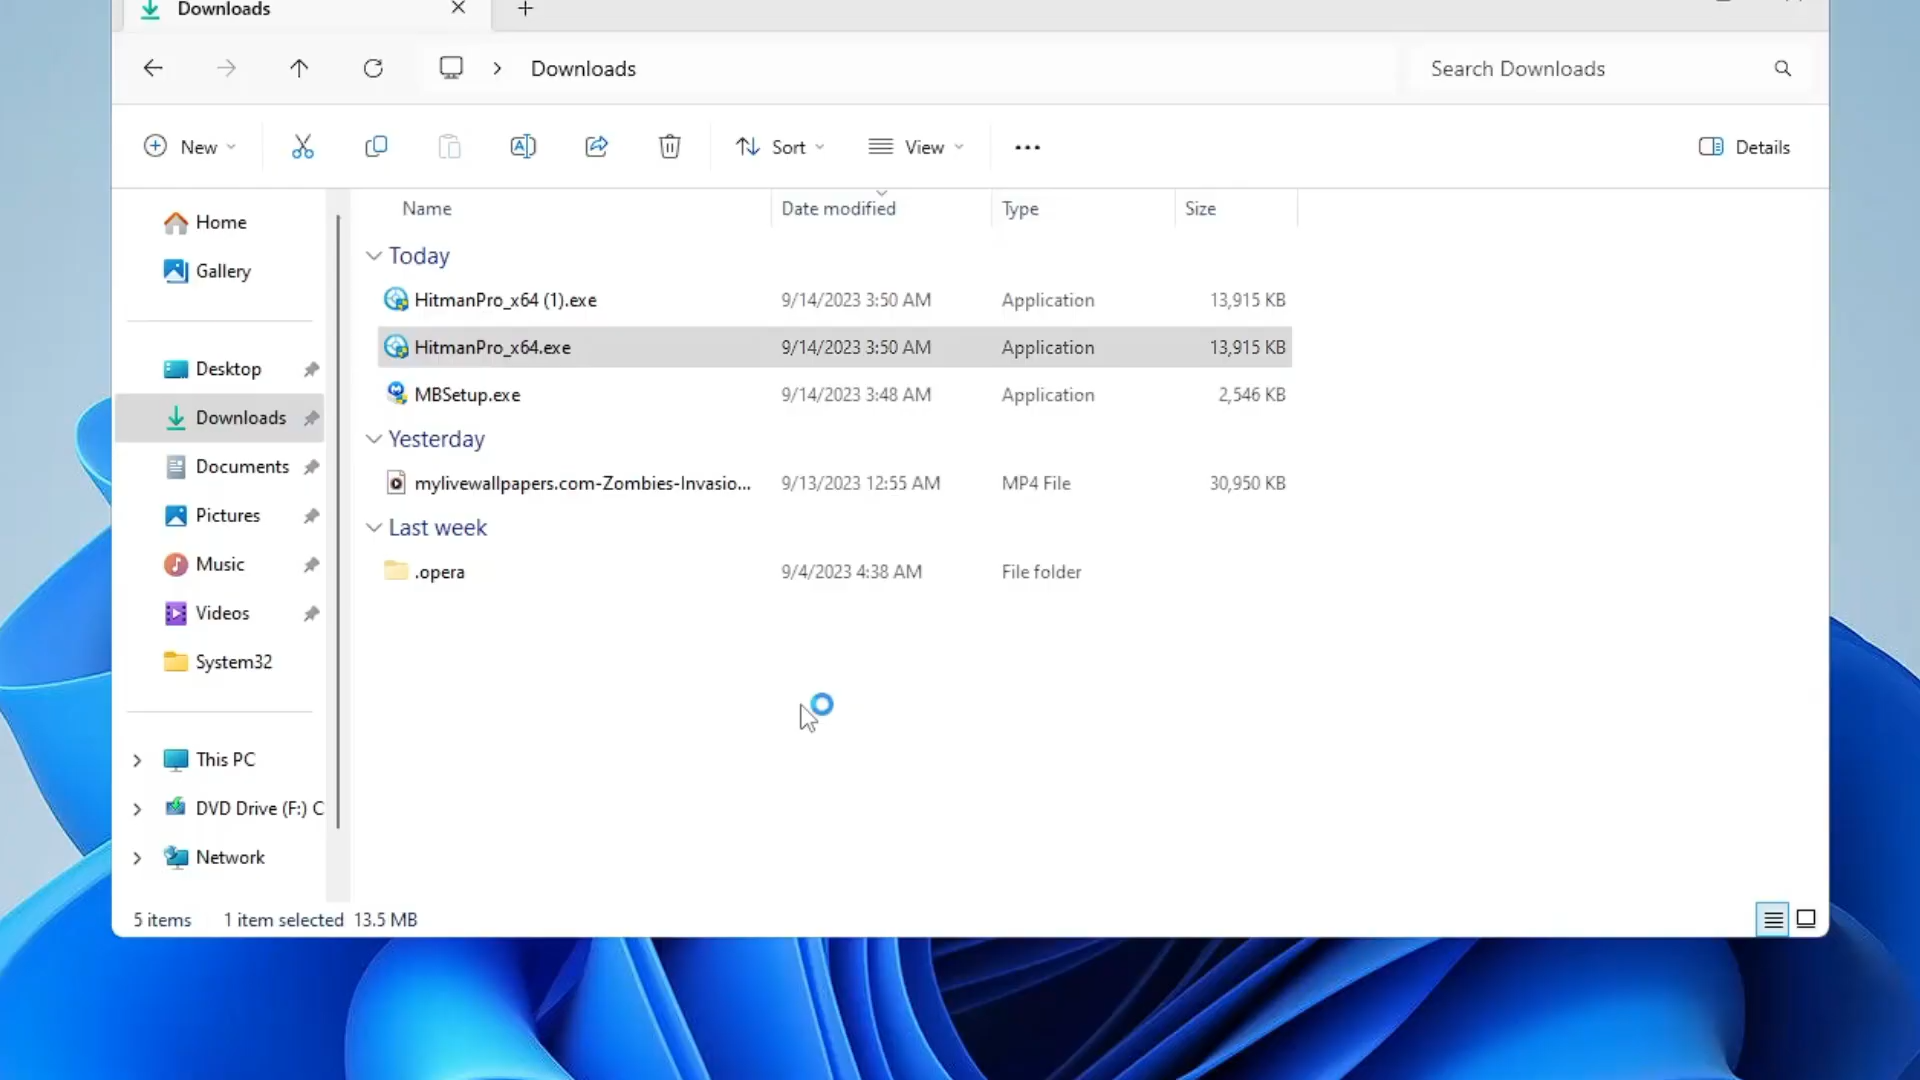 Downloads
Downloads
Search Downloads
New
Sort
View
Details
Name Date modified Type Size
Home
Gallery
Desktop
Downloads
Documents
Pictures
Music
Videos
System32
This PC
DVD Drive (F:) C
Network
Today
HitmanPro_x64 (1).exe 9/14/2023 3:50 AM Application 13,915 KB
HitmanPro_x64.exe 9/14/2023 3:50 AM Application 13,915 KB
MBSetup.exe 9/14/2023 3:48 AM Application 2,546 KB
Yesterday
mylivewallpapers.com-Zombies-Invasio... 9/13/2023 12:55 AM MP4 File 30,950 KB
Last week
.opera 9/4/2023 4:38 AM File folder
5 items 1 item selected 13.5 MB